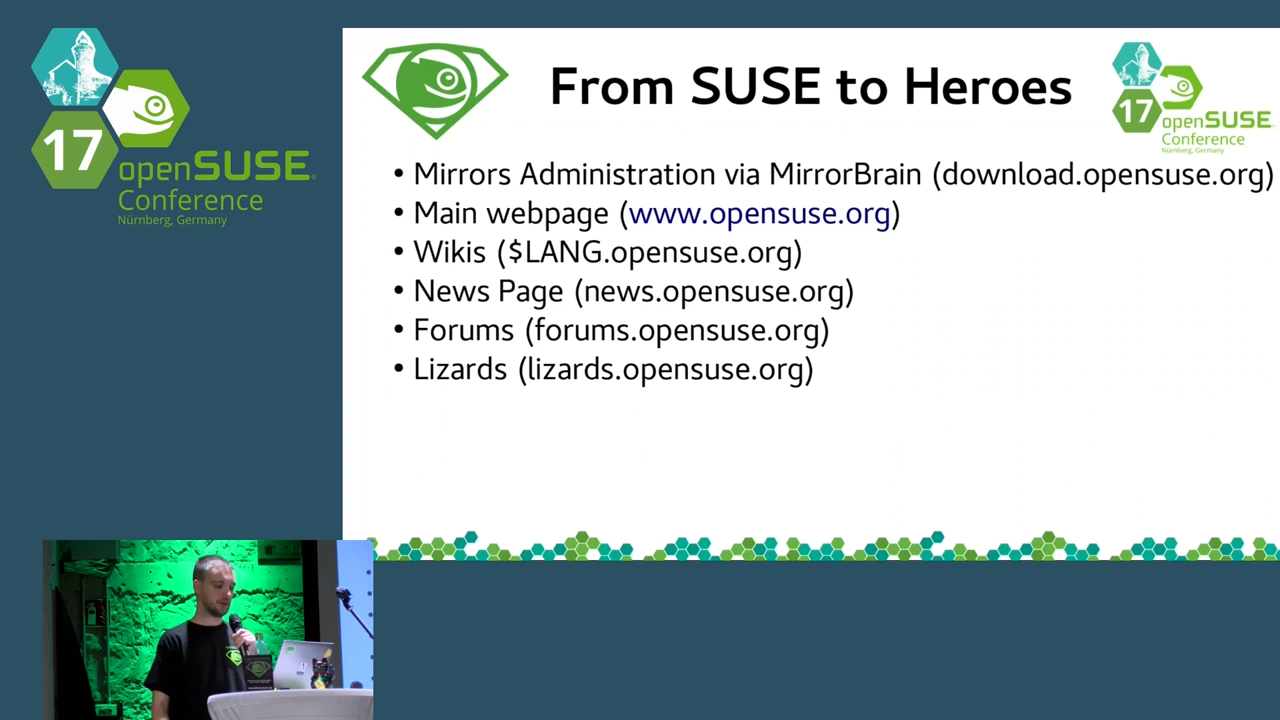 17
openSUSE
Conference
Nürnberg, Germany
From SUSE to Heroes
17
openSUSE
Conference
Nürnberg, Germany
• Mirrors Administration via MirrorBrain (download.opensuse.org)
• Main webpage (www.opensuse.org)
• Wikis ($LANG.opensuse.org)
• News Page (news.opensuse.org)
• Forums (forums.opensuse.org)
• Lizards (lizards.opensuse.org)